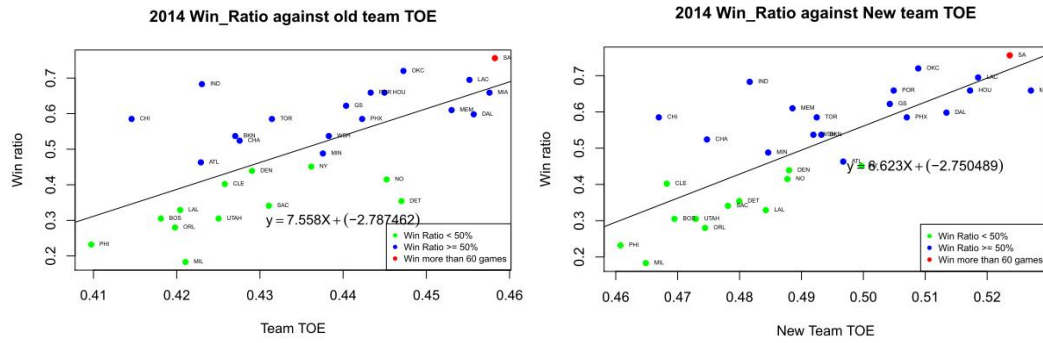 2014 Win_Ratio against old team TOE
Win ratio
0.7
0.6
0.5
0.4
0.3
0.2
SA
OKC
IND
LAC
HOU
MIA
GS
MEM
DAL
CHI
TOR
PHX
BKN
CHA
MIN
ATL
NY
DEN
NO
CLE
DET
SAC
LAL
BOS
UTAH
ORL
PHI
MIL
y = 7.558X + (−2.787462)
Win Ratio < 50%
Win Ratio >= 50%
Win more than 60 games
0.41 0.42 0.43 0.44 0.45 0.46
Team TOE
2014 Win_Ratio against New team TOE
Win ratio
0.7
0.6
0.5
0.4
0.3
0.2
SA
OKC
LAC
IND
POR
HOU
GS
MEM
DAL
CHI
TOR
PHX
BKN
CHA
MIN
ATL
DEN
NO
CLE
DET
SAC
LAL
BOS
UTAH
ORL
PHI
MIL
y = 6.623X + (−2.750489)
Win Ratio < 50%
Win Ratio >= 50%
Win more than 60 games
0.46 0.47 0.48 0.49 0.50 0.51 0.52
New Team TOE